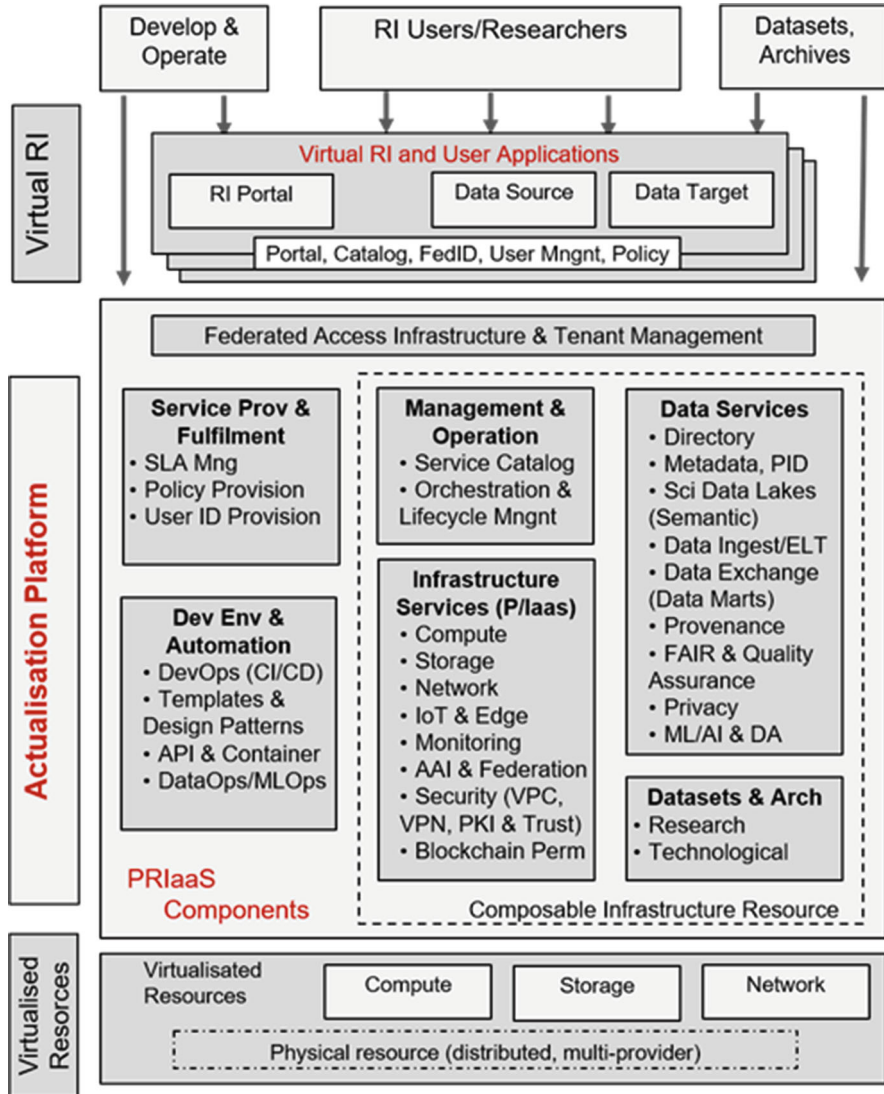 Develop &
Operate
RI Users/Researchers
Datasets,
Archives
Virtual RI
Virtual RI and User Applications
RI Portal
Data Source
Data Target
Portal, Catalog, FedID, User Mngnt, Policy
Actualisation Platform
Federated Access Infrastructure & Tenant Management
Service Prov &
Fulfilment
• SLA Mng
• Policy Provision
• User ID Provision
Dev Env &
Automation
• DevOps (CI/CD)
• Templates &
Design Patterns
• API & Container
• DataOps/MLOps
PRIaaS
Components
Management &
Operation
• Service Catalog
• Orchestration &
Lifecycle Mngnt
Infrastructure
Services (P/Iaas)
• Compute
• Storage
• Network
• IoT & Edge
• Monitoring
• AAI & Federation
• Security (VPC,
VPN, PKI & Trust)
• Blockchain Perm
Data Services
• Directory
• Metadata, PID
• Sci Data Lakes
(Semantic)
• Data Ingest/ELT
• Data Exchange
(Data Marts)
• Provenance
• FAIR & Quality
Assurance
• Privacy
• ML/AI & DA
Datasets & Arch
• Research
• Technological
Composable Infrastructure Resource
Virtualised
Resorces
Virtualisated
Resources
Compute
Storage
Network
Physical resource (distributed, multi-provider)